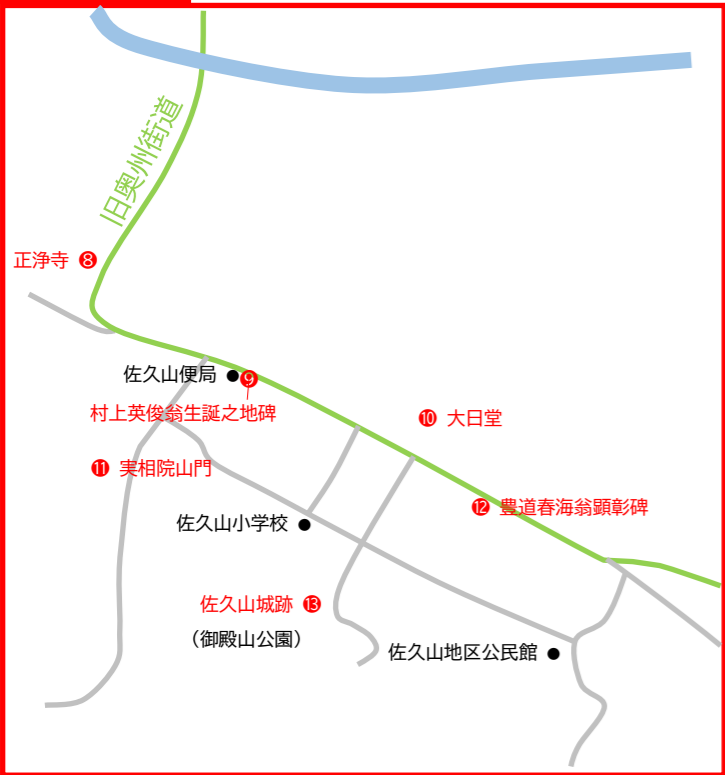 旧奥州街道
正浄寺 ❽
佐久山便局 ● ❾
村上英俊翁生誕之地碑
❿ 大日堂
⓫ 実相院山門
⓬ 豊道春海翁顕彰碑
佐久山小学校 ●
佐久山城跡 ⓭
（御殿山公園）
佐久山地区公民館 ●